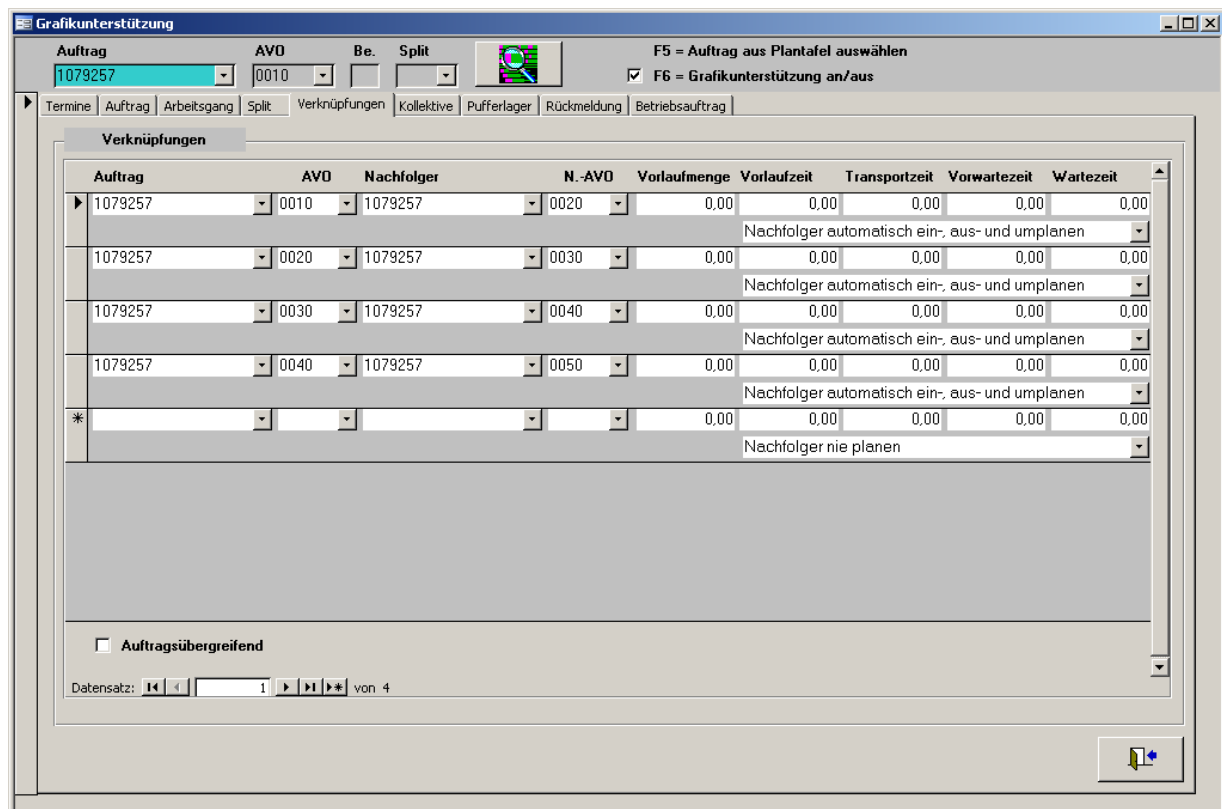 Grafikunterstützung
Auftrag AVO Be. Split F5 = Auftrag aus Plantafel auswählen
1079257 0010 F6 = Grafikunterstützung an/aus
Termine Auftrag Arbeitsgang Split Verknüpfungen Kollektive Pufferlager Rückmeldung Betriebsauftrag
Verknüpfungen
Auftrag AVO Nachfolger N.-AVO Vorlaufmenge Vorlaufzeit Transportzeit Vorwartezeit Wartezeit
1079257 0010 1079257 0020 0,00 0,00 0,00 0,00 0,00
Nachfolger automatisch ein-, aus- und umplanen
1079257 0020 1079257 0030 0,00 0,00 0,00 0,00 0,00
Nachfolger automatisch ein-, aus- und umplanen
1079257 0030 1079257 0040 0,00 0,00 0,00 0,00 0,00
Nachfolger automatisch ein-, aus- und umplanen
1079257 0040 1079257 0050 0,00 0,00 0,00 0,00 0,00
Nachfolger automatisch ein-, aus- und umplanen
* 0,00 0,00 0,00 0,00 0,00
Nachfolger nie planen
Auftragsübergreifend
Datensatz: 1 von 4